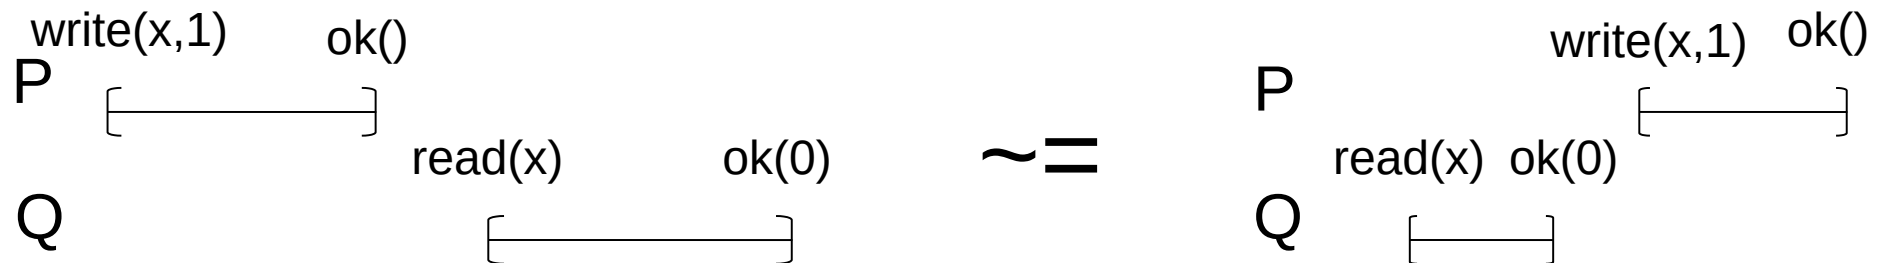 write(x,1) ok()
P
read(x) ok(0)
Q
~=
write(x,1) ok()
P
read(x) ok(0)
Q